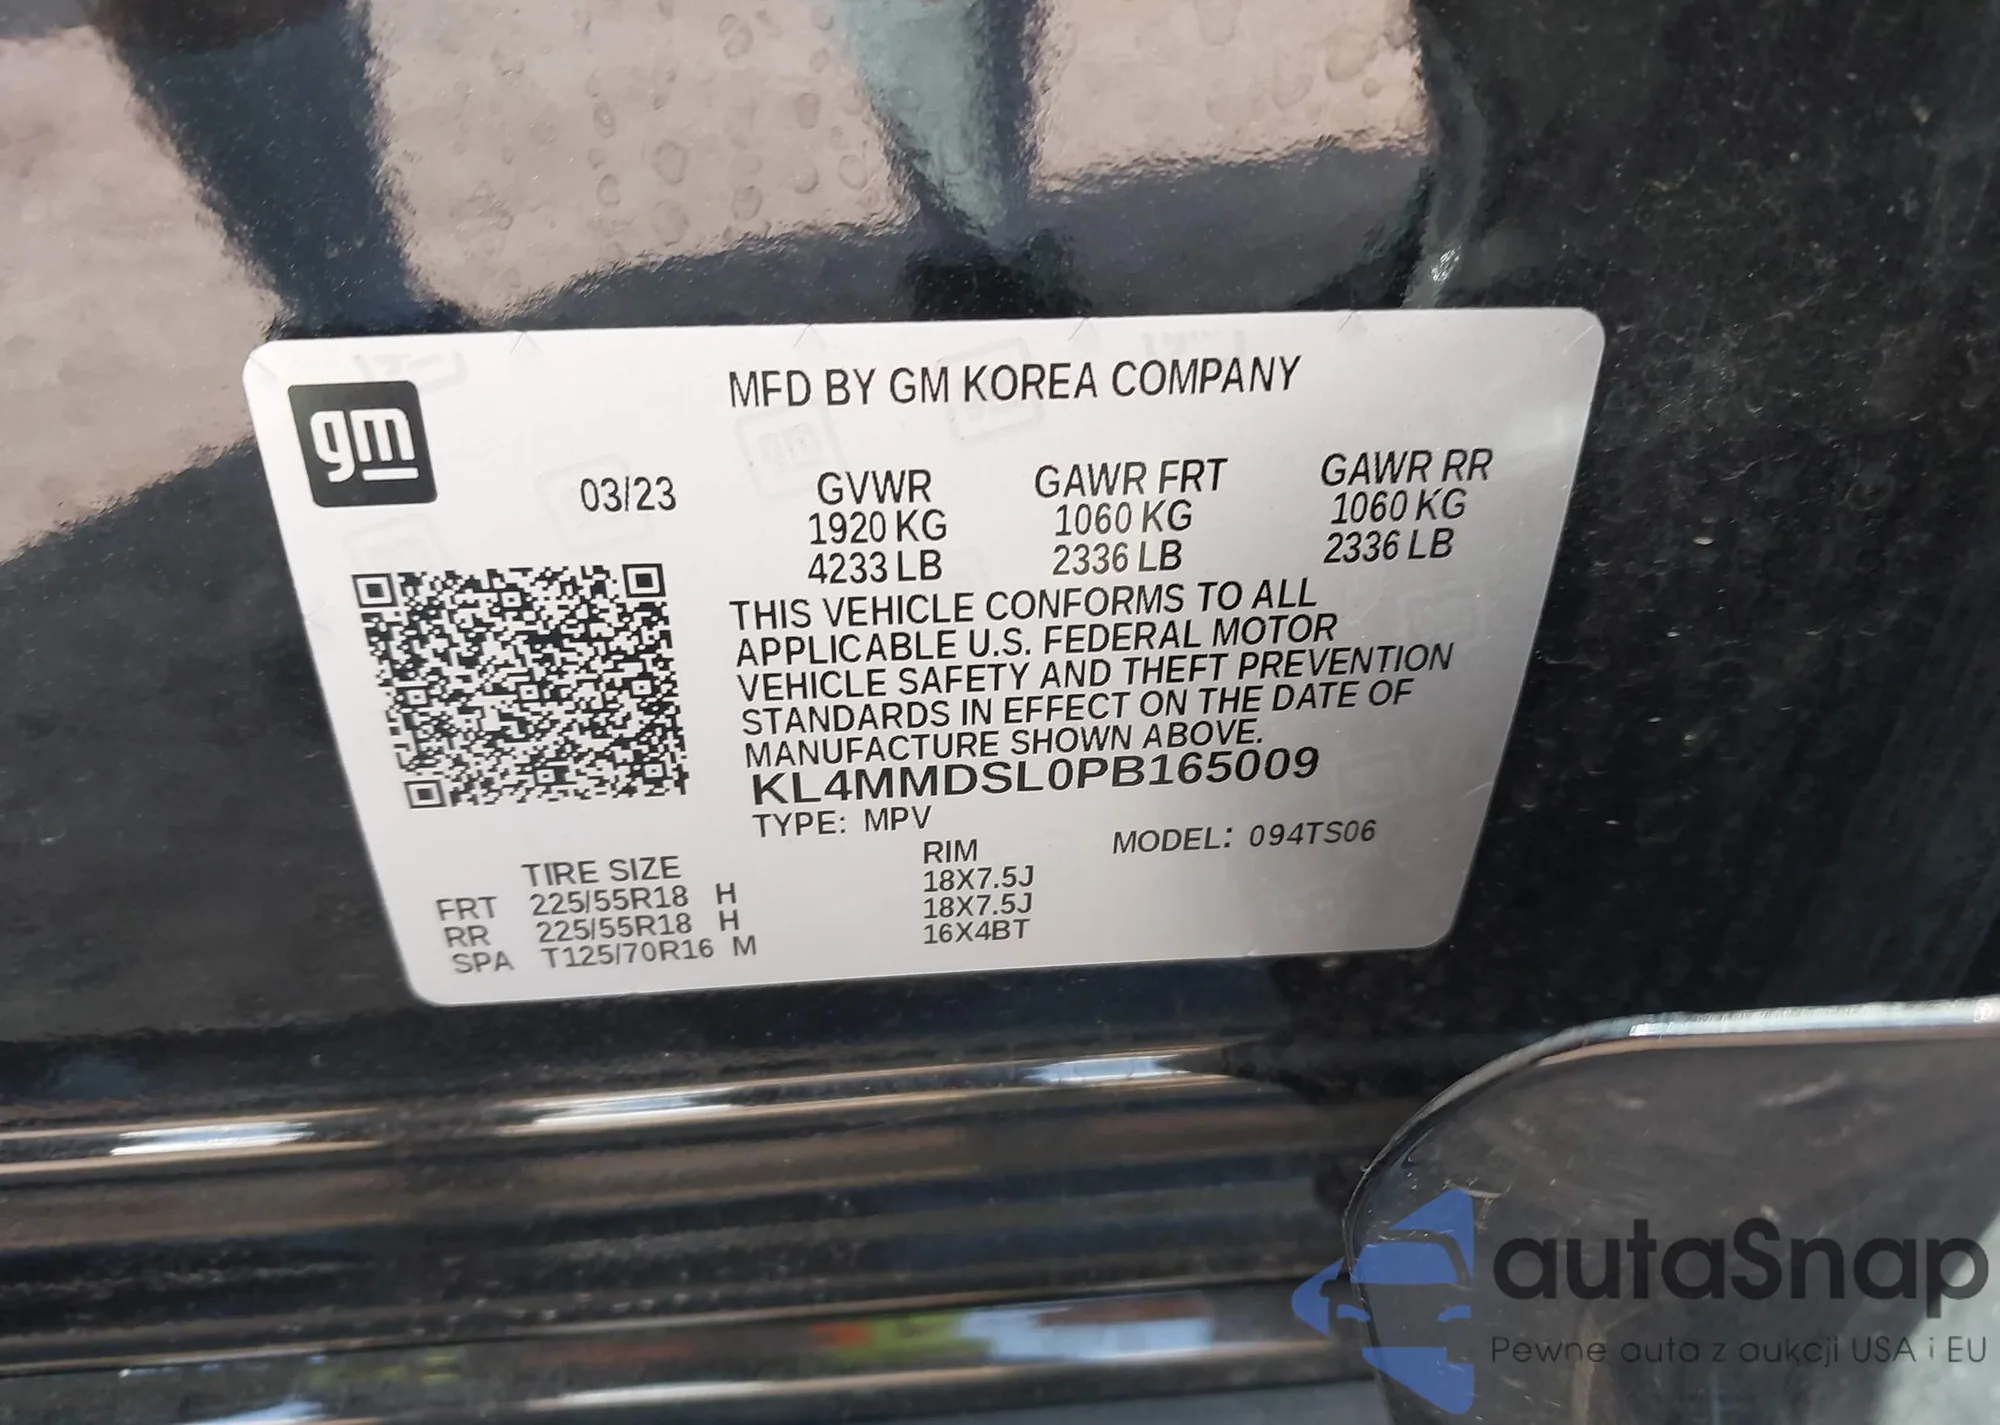 gm
MFD BY GM KOREA COMPANY
03/23
GVWR GAWR FRT GAWR RR
1920 KG 1060 KG 1060 KG
4233 LB 2336 LB 2336 LB
THIS VEHICLE CONFORMS TO ALL
APPLICABLE U.S. FEDERAL MOTOR
VEHICLE SAFETY AND THEFT PREVENTION
STANDARDS IN EFFECT ON THE DATE OF
MANUFACTURE SHOWN ABOVE.
KL4MMDSL0PB165009
TYPE: MPV
MODEL: 094TS06
TIRE SIZE RIM
FRT 225/55R18 H 18X7.5J
RR 225/55R18 H 18X7.5J
SPA T125/70R16 M 16X4BT
autaSnap
Pewne auta z aukcji USA i EU